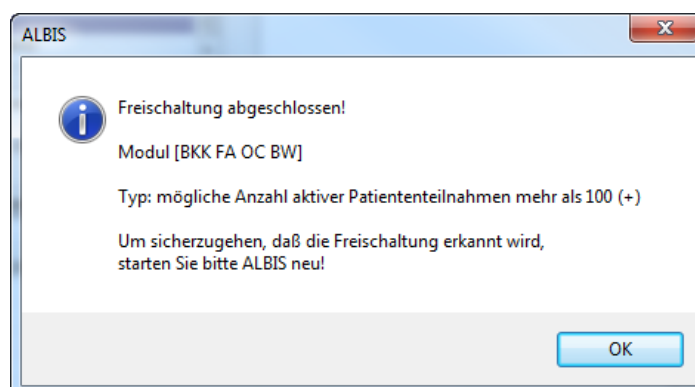 ALBIS
Freischaltung abgeschlossen!
Modul [BKK FA OC BW]
Typ: mögliche Anzahl aktiver Patiententeilnahmen mehr als 100 (+)
Um sicherzugehen, daß die Freischaltung erkannt wird,
starten Sie bitte ALBIS neu!
OK